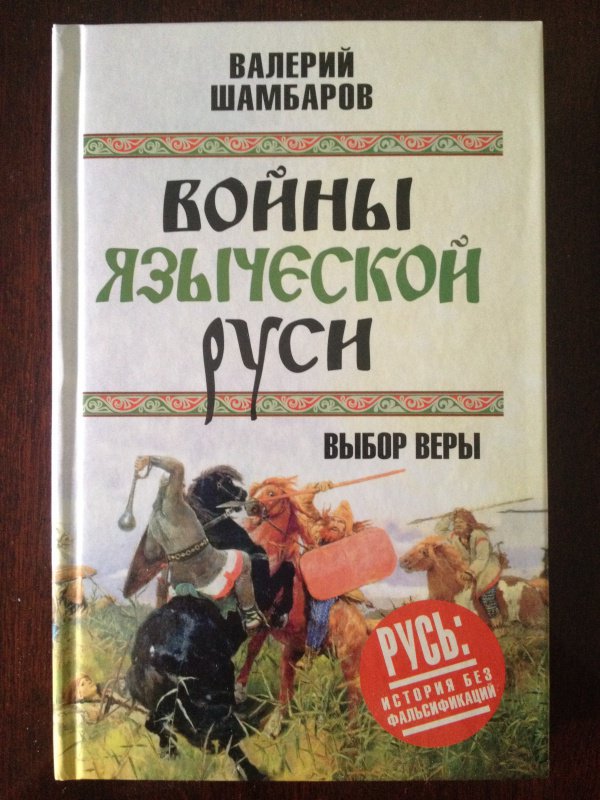 ВАЛЕРИЙ
ШАМБАРОВ
ВОЙНЫ
ЯЗЫЧЕСКОЙ
РУСИ
ВЫБОР ВЕРЫ
РУСЬ:
ИСТОРИЯ БЕЗ
ФАЛЬСИФИКАЦИЙ